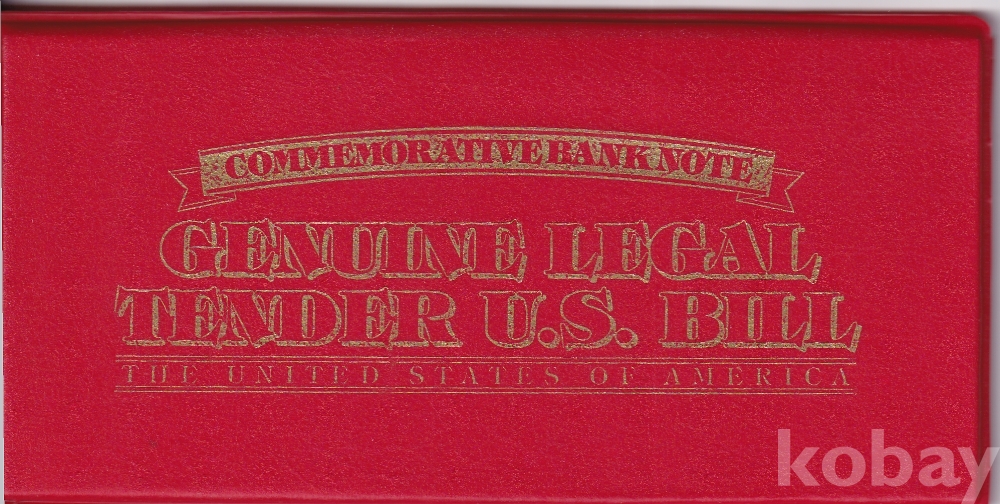 COMMEMORATIVE BANK NOTE
GENUINE LEGAL
TENDER U.S. BILL
THE UNITED STATES OF AMERICA
kobay